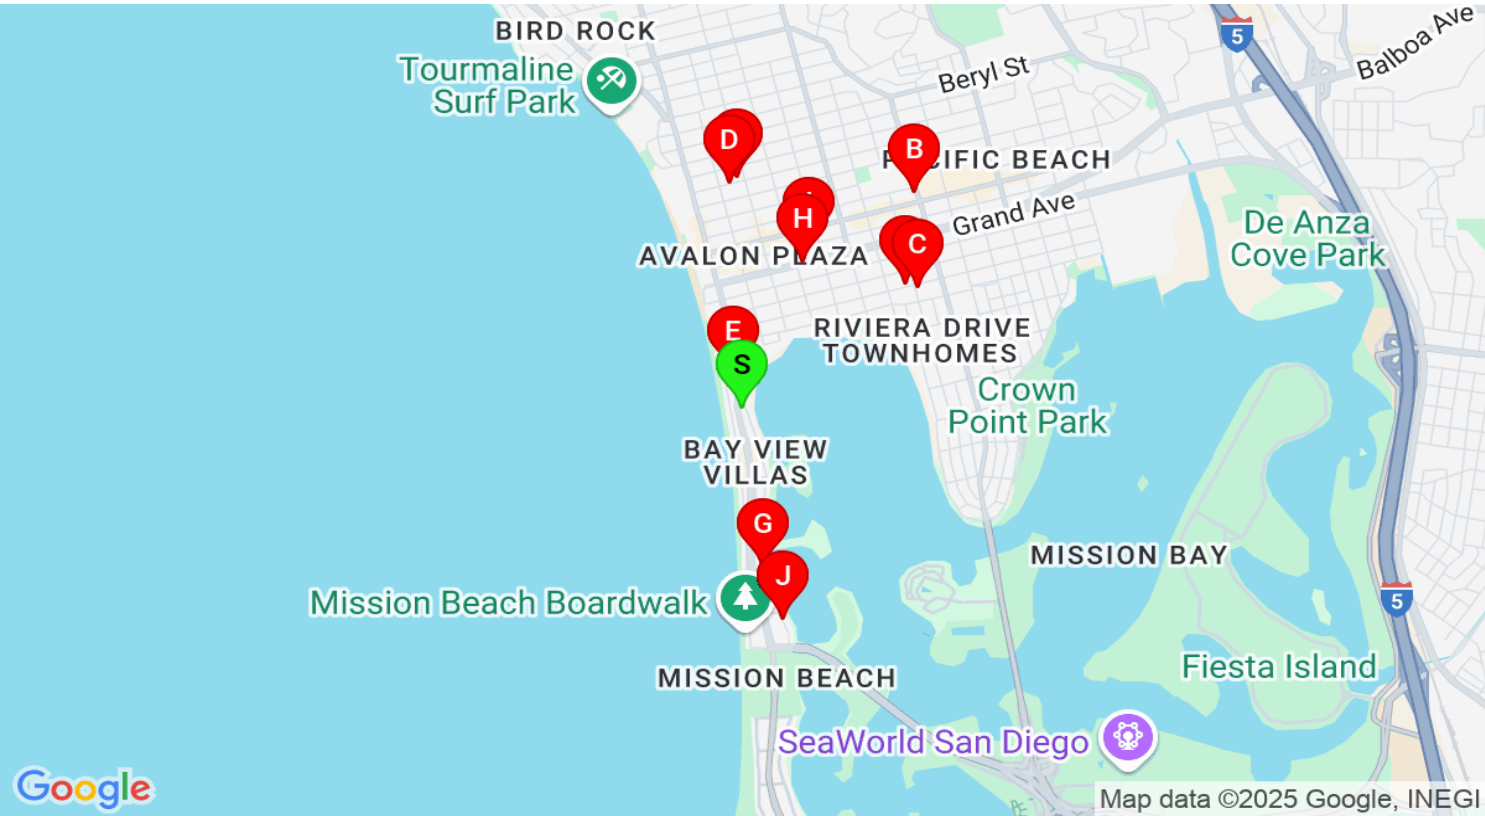 BIRD ROCK
Tourmaline
Surf Park
5
Balboa Ave
Beryl St
D
B
PACIFIC BEACH
H
Grand Ave
C
De Anza
Cove Park
AVALON PLAZA
E
RIVIERA DRIVE
TOWNHOMES
S
Crown
Point Park
BAY VIEW
VILLAS
G
MISSION BAY
J
Mission Beach Boardwalk
5
Fiesta Island
MISSION BEACH
SeaWorld San Diego
Google
Map data ©2025 Google, INEGI